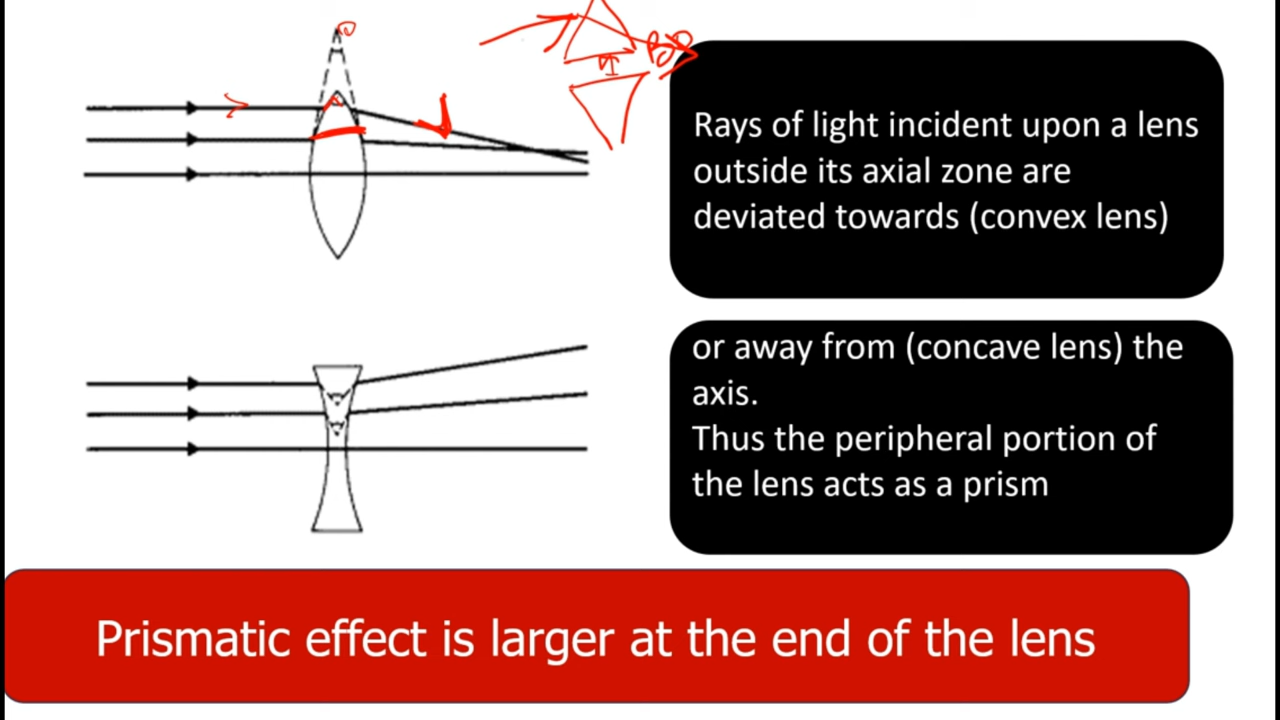 Rays of light incident upon a lens
outside its axial zone are
deviated towards (convex lens)
or away from (concave lens) the
axis.
Thus the peripheral portion of
the lens acts as a prism
Prismatic effect is larger at the end of the lens